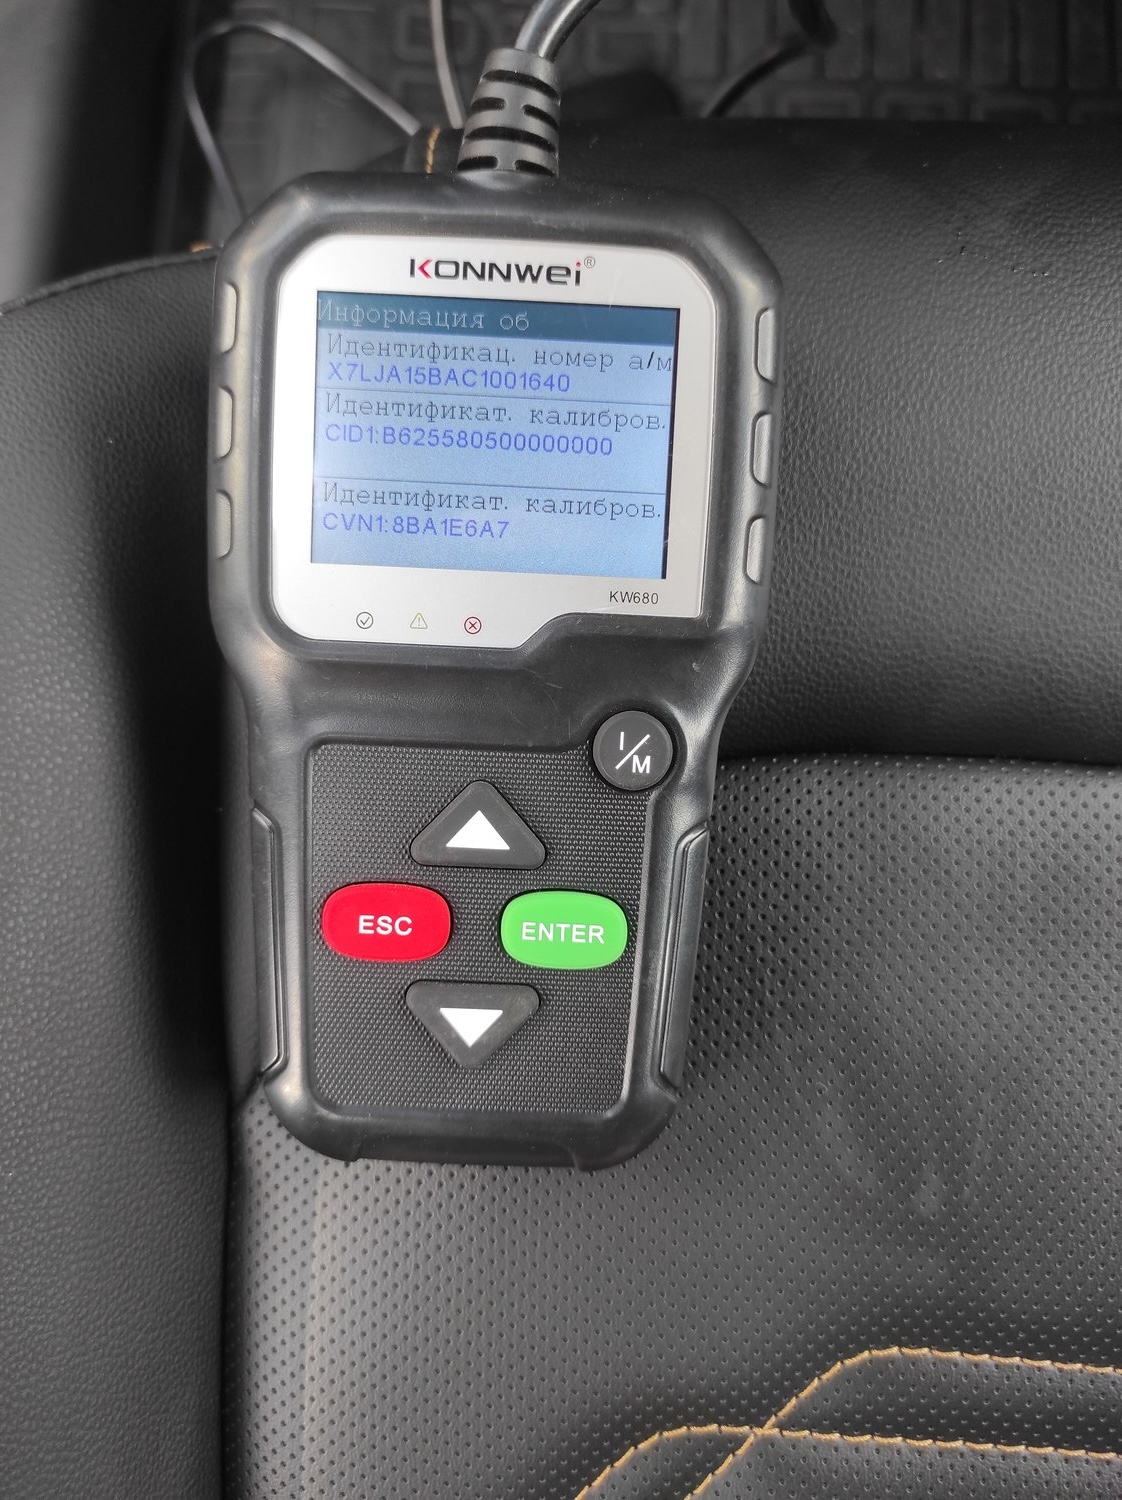 KONNWEI®
Информация об
Идентификац. номер а/м
X7LJA15BAC1001640
Идентификат. калибров.
CID1:B625580500000000
Идентификат. калибров.
CVN1:8BA1E6A7
KW680
I/M
ESC
ENTER